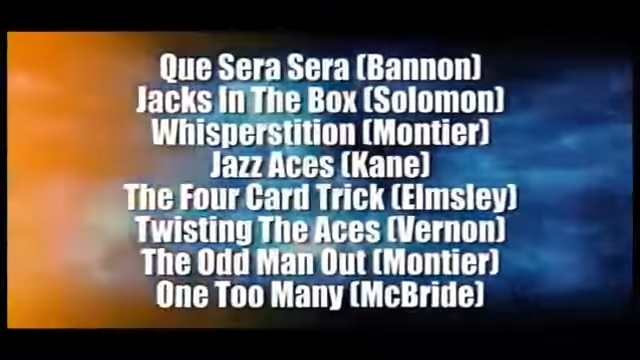 Que Sera Sera (Bannon)
Jacks In The Box (Solomon)
Whisperstition (Montier)
Jazz Aces (Kane)
The Four Card Trick (Elmsley)
Twisting The Aces (Vernon)
The Odd Man Out (Montier)
One Too Many (McBride)